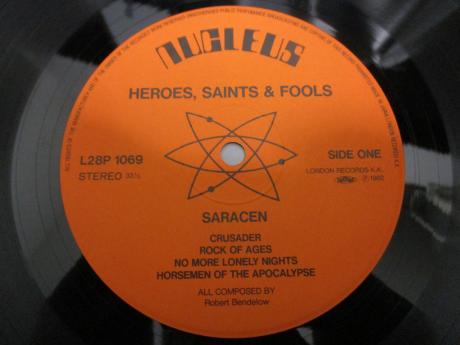 NUCLEUS
HEROES, SAINTS & FOOLS
L28P 1069
STEREO 33⅓
SIDE ONE
LONDON RECORDS K.K.
℗ 1982
SARACEN
CRUSADER
ROCK OF AGES
NO MORE LONELY NIGHTS
HORSEMEN OF THE APOCALYPSE
ALL COMPOSED BY
Robert Bendelow